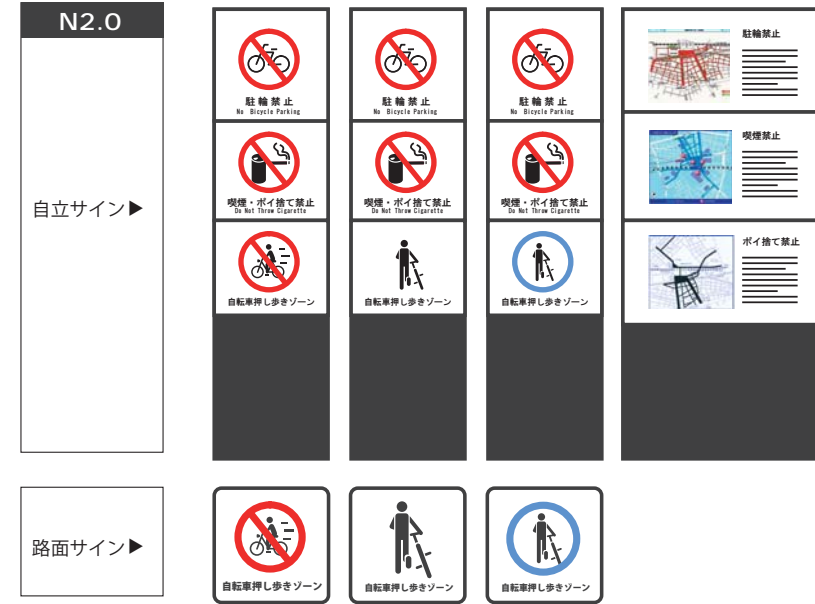 N2.0
自立サイン▶
駐輪禁止
No Bicycle Parking
喫煙・ポイ捨て禁止
Do Not Throw Cigarette
自転車押し歩きゾーン
駐輪禁止
No Bicycle Parking
喫煙・ポイ捨て禁止
Do Not Throw Cigarette
自転車押し歩きゾーン
駐輪禁止
No Bicycle Parking
喫煙・ポイ捨て禁止
Do Not Throw Cigarette
自転車押し歩きゾーン
駐輪禁止
喫煙禁止
ポイ捨て禁止
路面サイン▶
自転車押し歩きゾーン
自転車押し歩きゾーン
自転車押し歩きゾーン